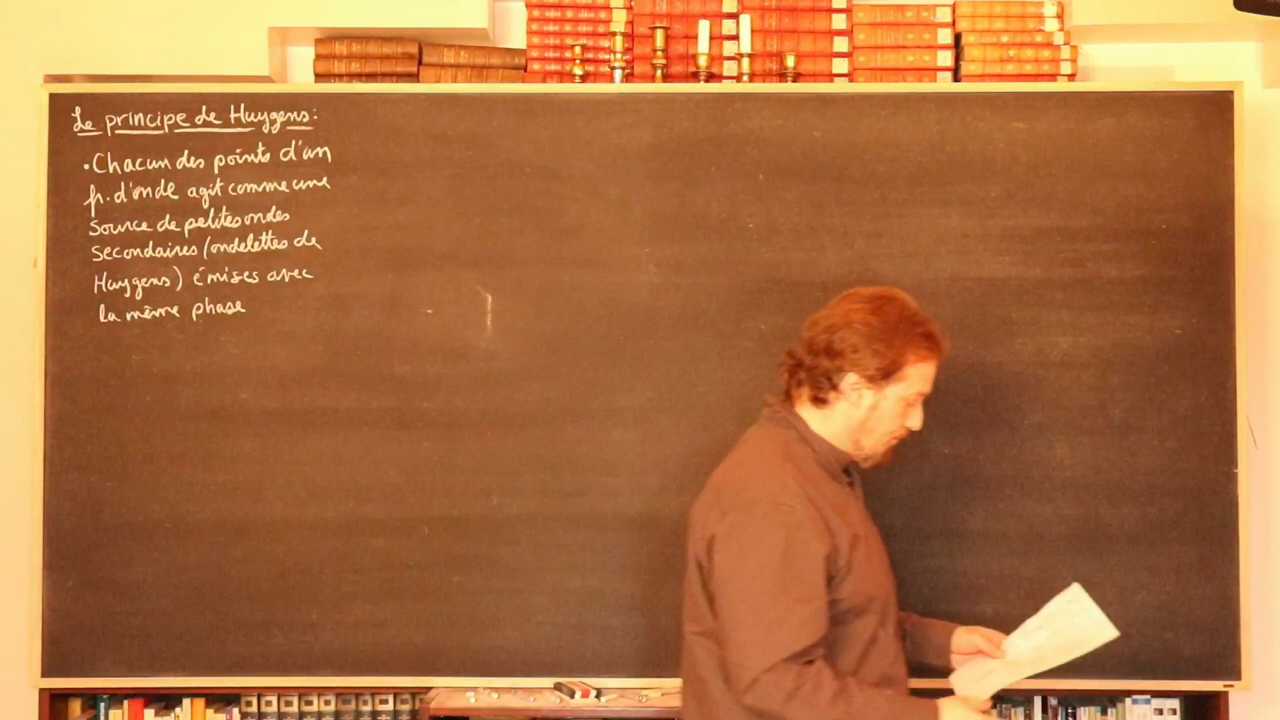 Le principe de Huygens:
• Chacun des points d'un
fr. d'onde agit comme une
source de petites ondes
secondaires (ondelettes de
Huygens) émises avec
la même phase